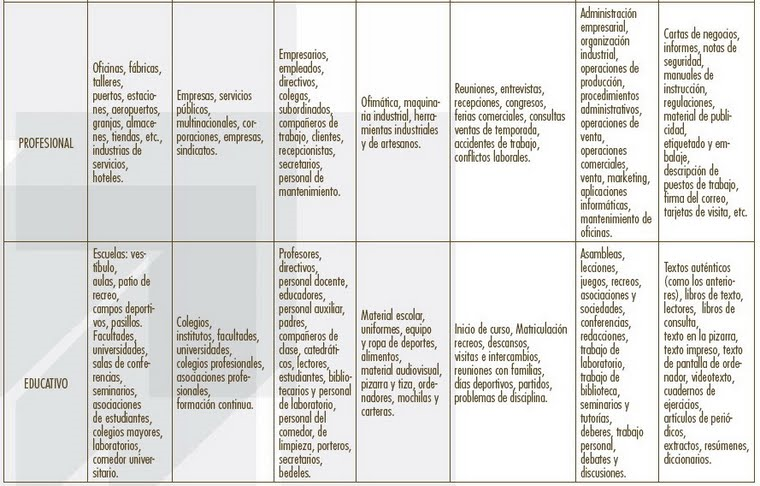 PROFESIONAL
Oficinas, fábricas,
talleres,
puertos, estacio-
nes, aeropuertos,
granjas, almace-
nes, tiendas, etc.,
industrias de
servicios,
hoteles.
Empresas, servicios
públicos,
multinacionales, cor-
poraciones, empresas,
sindicatos.
Empresarios,
empleados,
directivos,
colegas,
subordinados,
compañeros de
trabajo, clientes,
recepcionistas,
secretarios,
personal de
mantenimiento.
Ofimática, maquina-
ria industrial, herra-
mientas industriales
y de artesanos.
Reuniones, entrevistas,
recepciones, congresos,
ferias comerciales, consultas
ventas de temporada,
accidentes de trabajo,
conflictos laborales.
Administración
empresarial,
organización
industrial,
operaciones de
producción,
procedimientos
administrativos,
operaciones de
venta,
operaciones
comerciales,
venta, marketing,
aplicaciones
informáticas,
mantenimiento de
oficinas.
Cartas de negocios,
informes, notas de
seguridad,
manuales de
instrucción,
regulaciones,
material de publi-
cidad,
etiquetado y em-
balaje,
descripción de
puestos de trabajo,
firma del correo,
tarjetas de visita, etc.
EDUCATIVO
Escuelas: ves-
tíbulo,
aulas, patio de
recreo,
campos deporti-
vos, pasillos.
Facultades,
universidades,
salas de confe-
rencias,
seminarios,
asociaciones
de estudiantes,
colegios mayores,
laboratorios,
comedor univer-
sitario.
Colegios,
institutos, facultades,
universidades,
colegios profesionales,
asociaciones profe-
sionales,
formación continua.
Profesores,
directivos,
personal docente,
educadores,
personal auxiliar,
padres,
compañeros de
clase, catedráti-
cos, lectores,
estudiantes, biblio-
tecarios y personal
de laboratorio,
personal del
comedor, de
limpieza, porteros,
secretarios,
bedeles.
Material escolar,
uniformes, equipo
y ropa de deportes,
alimentos,
material audiovisual,
pizarra y tiza, orde-
nadores, mochilas y
carteras.
Inicio de curso, Matriculación
recreos, descansos,
visitas e intercambios,
reuniones con familias,
días deportivos, partidos,
problemas de disciplina.
Asambleas,
lecciones,
juegos, recreos,
asociaciones y
sociedades,
conferencias,
redacciones,
trabajo de
laboratorio,
trabajo de
biblioteca,
seminarios y
tutorías,
deberes, trabajo
personal,
debates y
discusiones.
Textos auténticos
(como los anterio-
res), libros de texto,
lectores, libros de
consulta,
texto en la pizarra,
texto impreso, texto
de pantalla de orde-
nador, videotexto,
cuadernos de
ejercicios,
artículos de perió-
dicos,
extractos, resúmenes,
diccionarios.